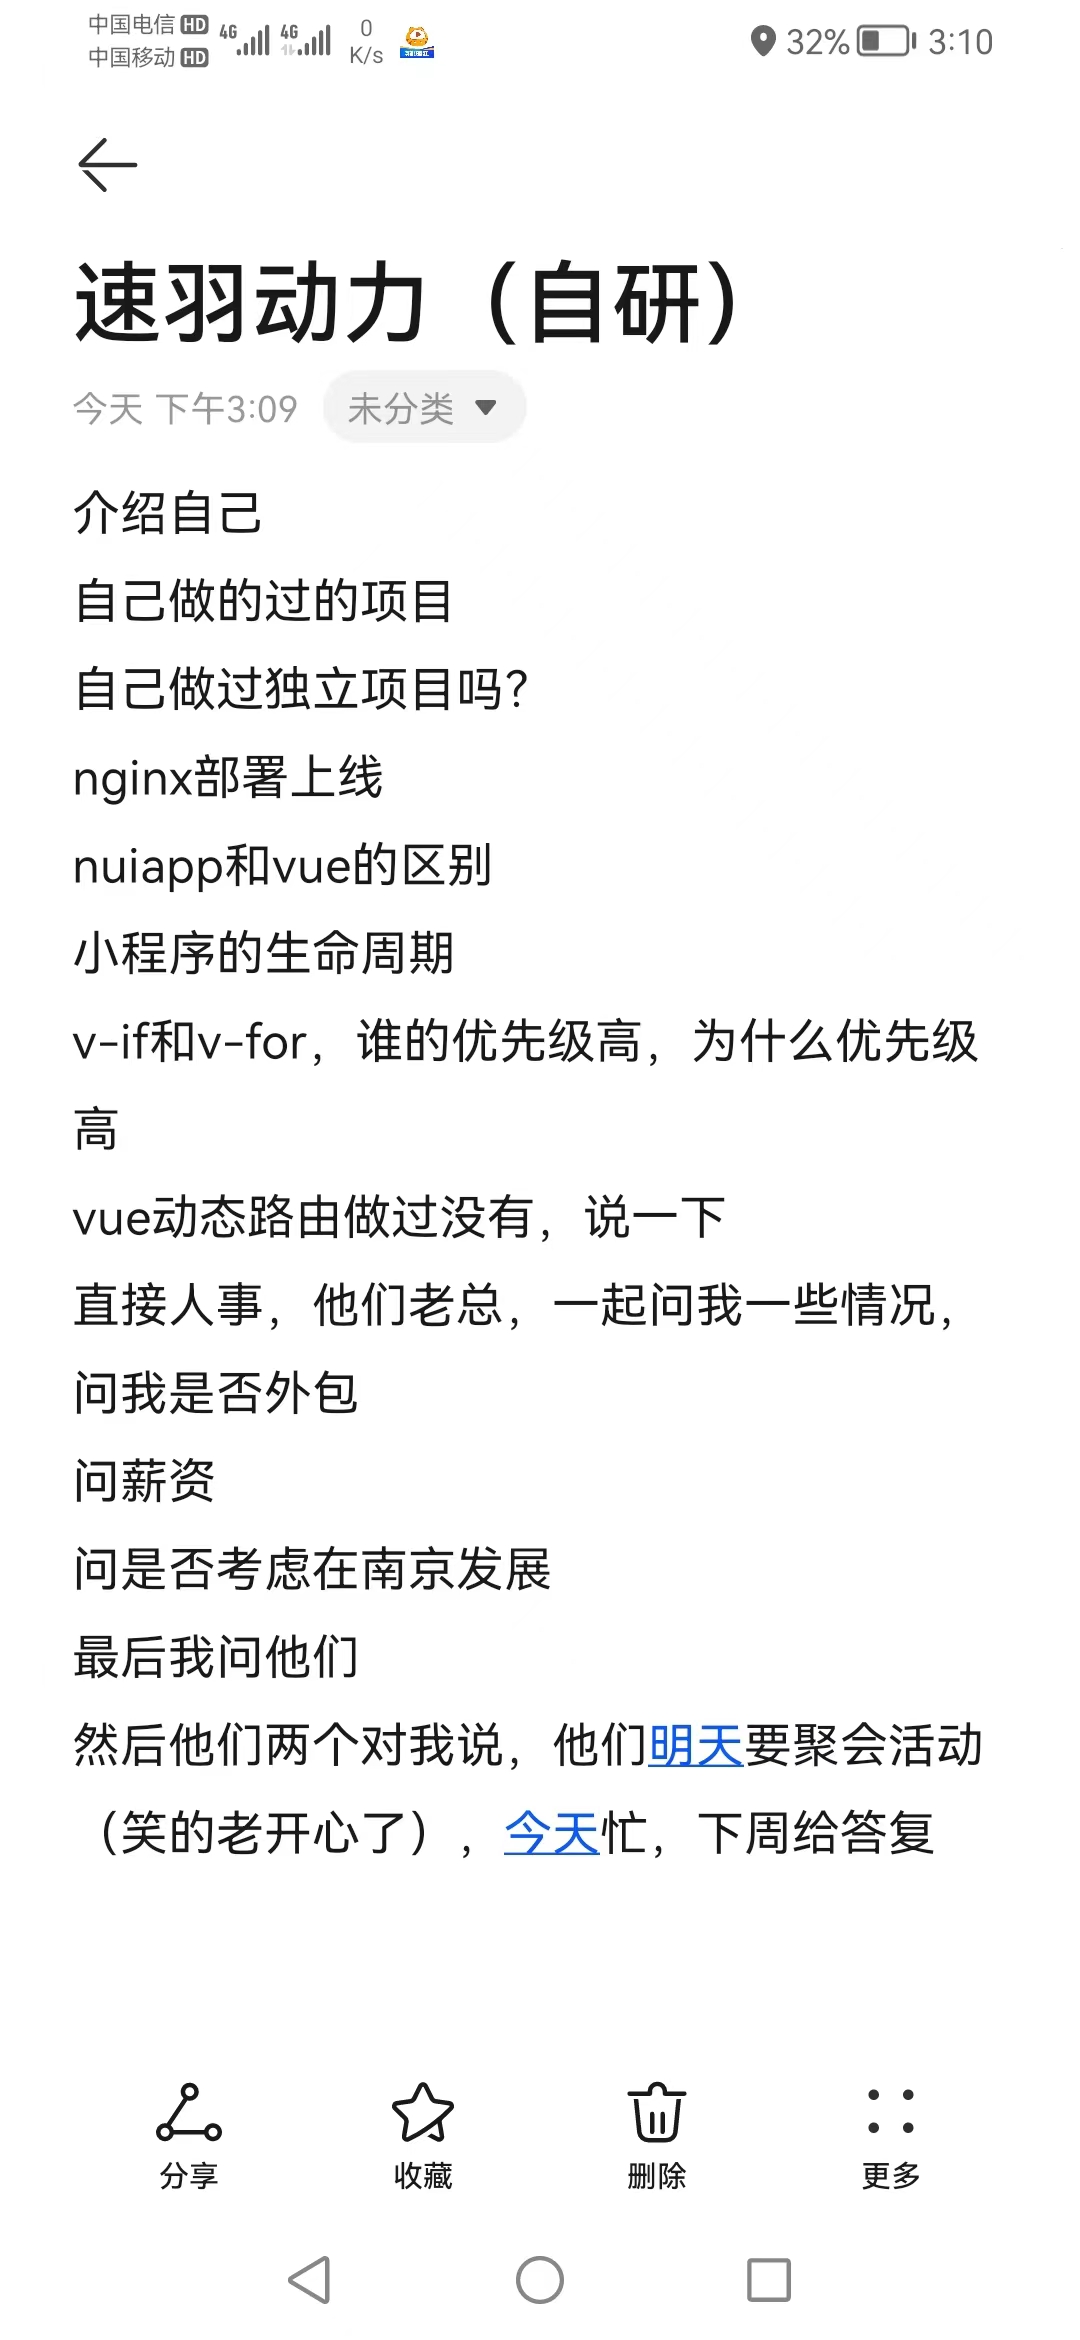 中国电信 HD 4G 4G 0 32% 3:10
中国移动 HD K/s
速羽动力（自研）
今天 下午3:09 未分类
介绍自己
自己做的过的项目
自己做过独立项目吗？
nginx部署上线
nuiapp和vue的区别
小程序的生命周期
v-if和v-for，谁的优先级高，为什么优先级
高
vue动态路由做过没有，说一下
直接人事，他们老总，一起问我一些情况，
问我是否外包
问薪资
问是否考虑在南京发展
最后我问他们
然后他们两个对我说，他们明天要聚会活动
（笑的老开心了），今天忙，下周给答复
分享 收藏 删除 更多